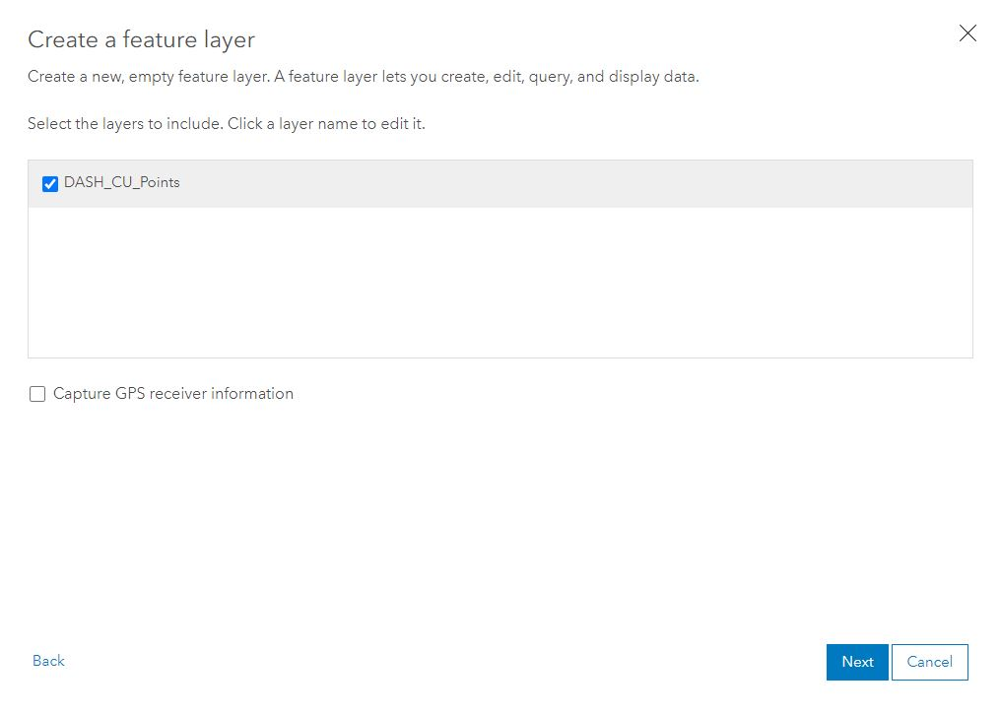 Create a feature layer
Create a new, empty feature layer. A feature layer lets you create, edit, query, and display data.
Select the layers to include. Click a layer name to edit it.
DASH_CU_Points
Capture GPS receiver information
Back
Next
Cancel